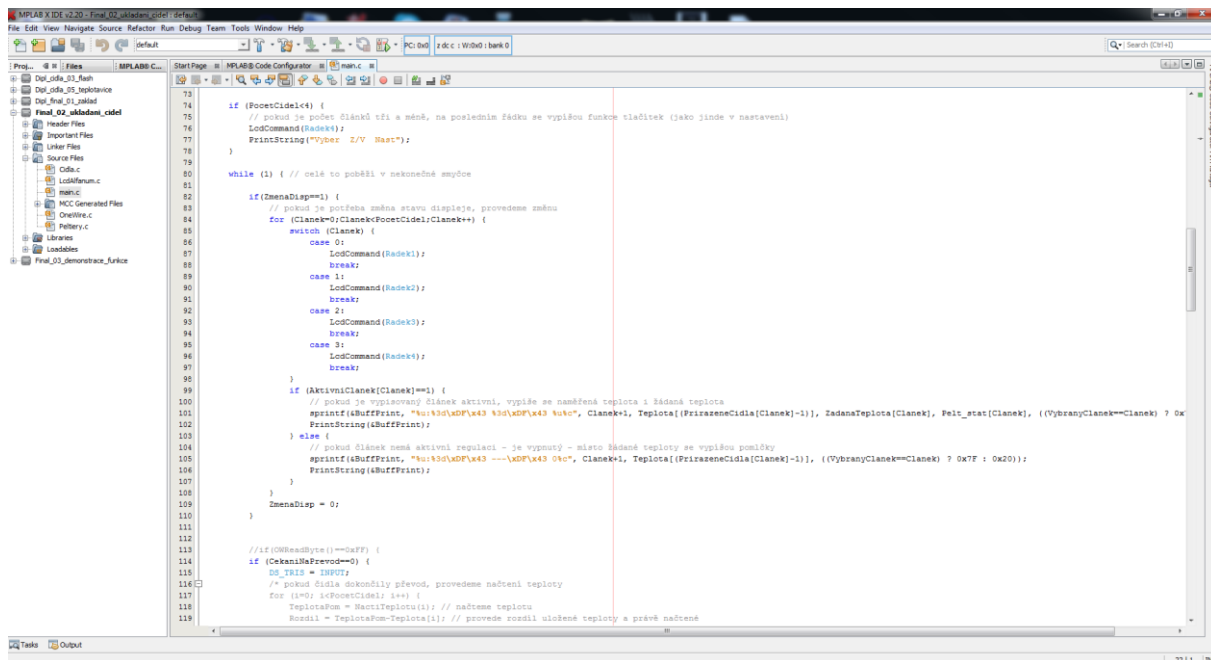 MPLAB X IDE v2.20 - Final_02_ukladani_cidel : default
File Edit View Navigate Source Refactor Run Debug Team Tools Window Help
default
PC: 0x0
z dc c : W:0x0 : bank 0
Search (Ctrl+I)
Proj...
Files
MPLAB® C...
Start Page
MPLAB® Code Configurator
main.c
Dipl_cidla_03_flash
Dipl_cidla_05_teplotavice
Dipl_final_01_zaklad
Final_02_ukladani_cidel
Header Files
Important Files
Linker Files
Source Files
Cidla.c
LcdAlfanum.c
main.c
MCC Generated Files
OneWire.c
Peltiery.c
Libraries
Loadables
Final_03_demonstrace_funkce
73
74 if (PocetCidel<4) {
75 // pokud je počet článků tři a méně, na posledním řádku se vypíšou funkce tlačítek (jako jinde v nastavení)
76 LcdCommand(Radek4);
77 PrintString("Vyber Z/V Nast");
78 }
79
80 while (1) { // celé to poběží v nekonečné smyčce
81
82 if(ZmenaDisp==1) {
83 // pokud je potřeba změna stavu displeje, provedeme změnu
84 for (Clanek=0;Clanek<PocetCidel;Clanek++) {
85 switch (Clanek) {
86 case 0:
87 LcdCommand(Radek1);
88 break;
89 case 1:
90 LcdCommand(Radek2);
91 break;
92 case 2:
93 LcdCommand(Radek3);
94 break;
95 case 3:
96 LcdCommand(Radek4);
97 break;
98 }
99 if (AktivniClanek[Clanek]==1) {
100 // pokud je vypisovaný článek aktivní, vypíše se naměřená teplota i žádaná teplota
101 sprintf(&BuffPrint, "%u:%3d\xDF\x43 %3d\xDF\x43 %u%c", Clanek+1, Teplota[(PrirazeneCidla[Clanek]-1)], ZadanaTeplota[Clanek], Pelt_stat[Clanek], ((VybranyClanek==Clanek) ? 0x
102 PrintString(&BuffPrint);
103 } else {
104 // pokud článek nemá aktivní regulaci - je vypnutý - místo žádané teploty se vypíšou pomlčky
105 sprintf(&BuffPrint, "%u:%3d\xDF\x43 ---\xDF\x43 0%c", Clanek+1, Teplota[(PrirazeneCidla[Clanek]-1)], ((VybranyClanek==Clanek) ? 0x7F : 0x20));
106 PrintString(&BuffPrint);
107 }
108 }
109 ZmenaDisp = 0;
110 }
111
112
113 //if(OWReadByte()==0xFF) {
114 if (CekaniNaPrevod==0) {
115 DS_TRIS = INPUT;
116 /* pokud čidla dokončily převod, provedeme načtení teploty
117 for (i=0; i<PocetCidel; i++) {
118 TeplotaPom = NactiTeplotu(i); // načteme teplotu
119 Rozdil = TeplotaPom-Teplota[i]; // provede rozdíl uložené teploty a právě načtené
Tasks
Output